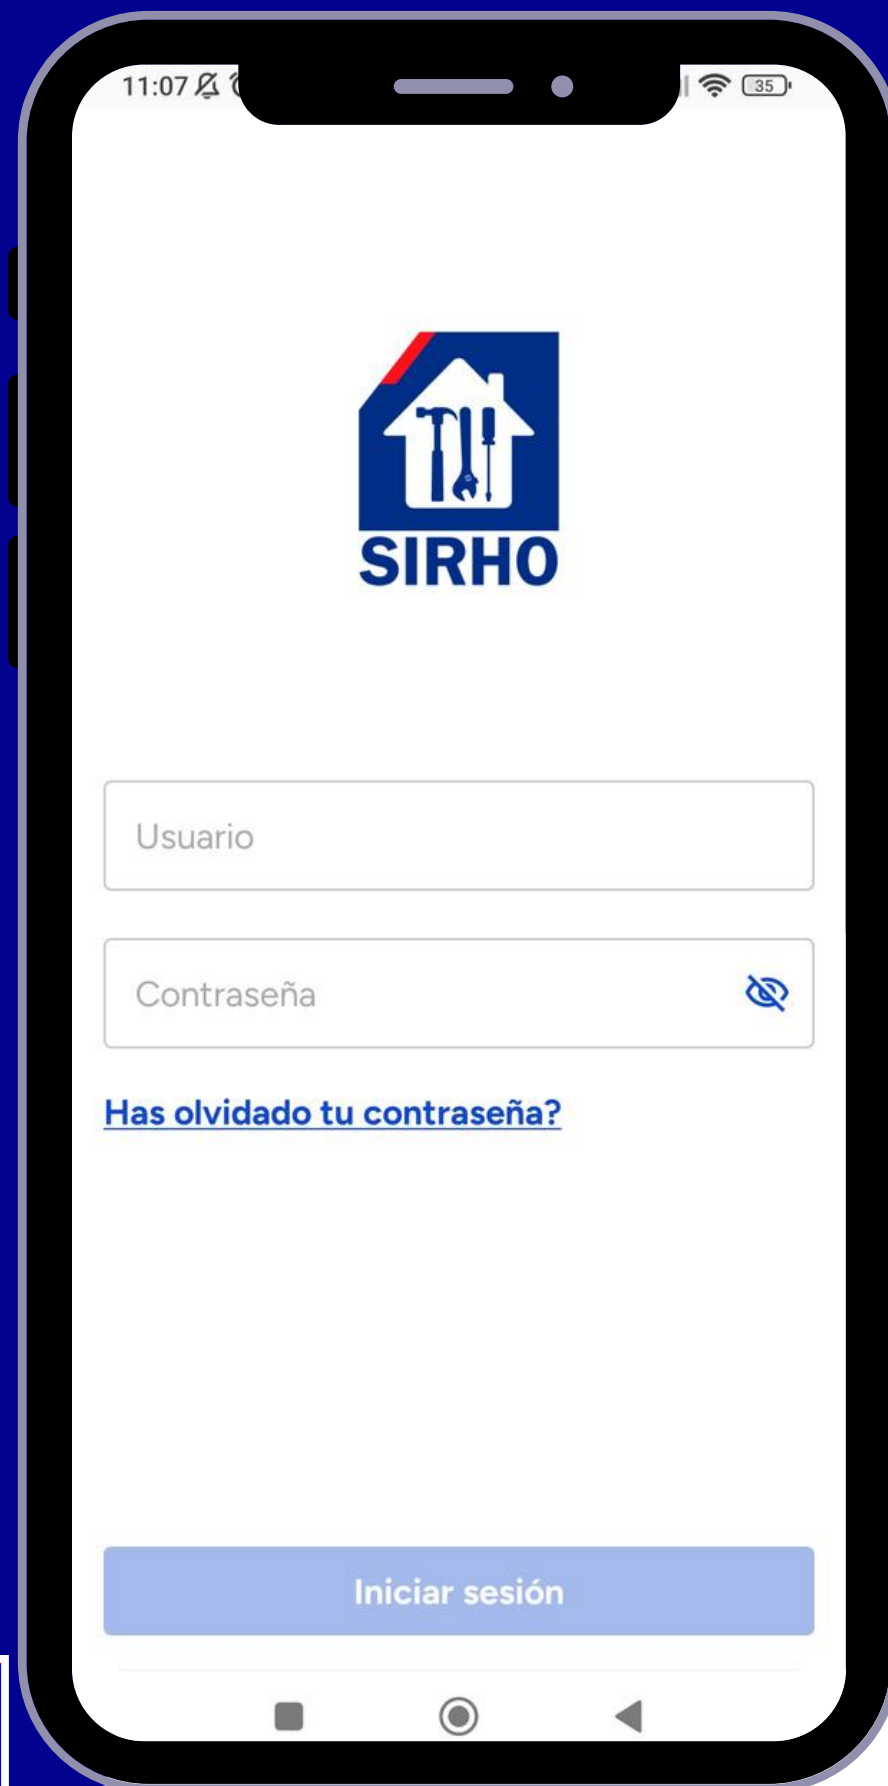 11:07
35
SIRHO
Usuario
Contraseña
Has olvidado tu contraseña?
Iniciar sesión